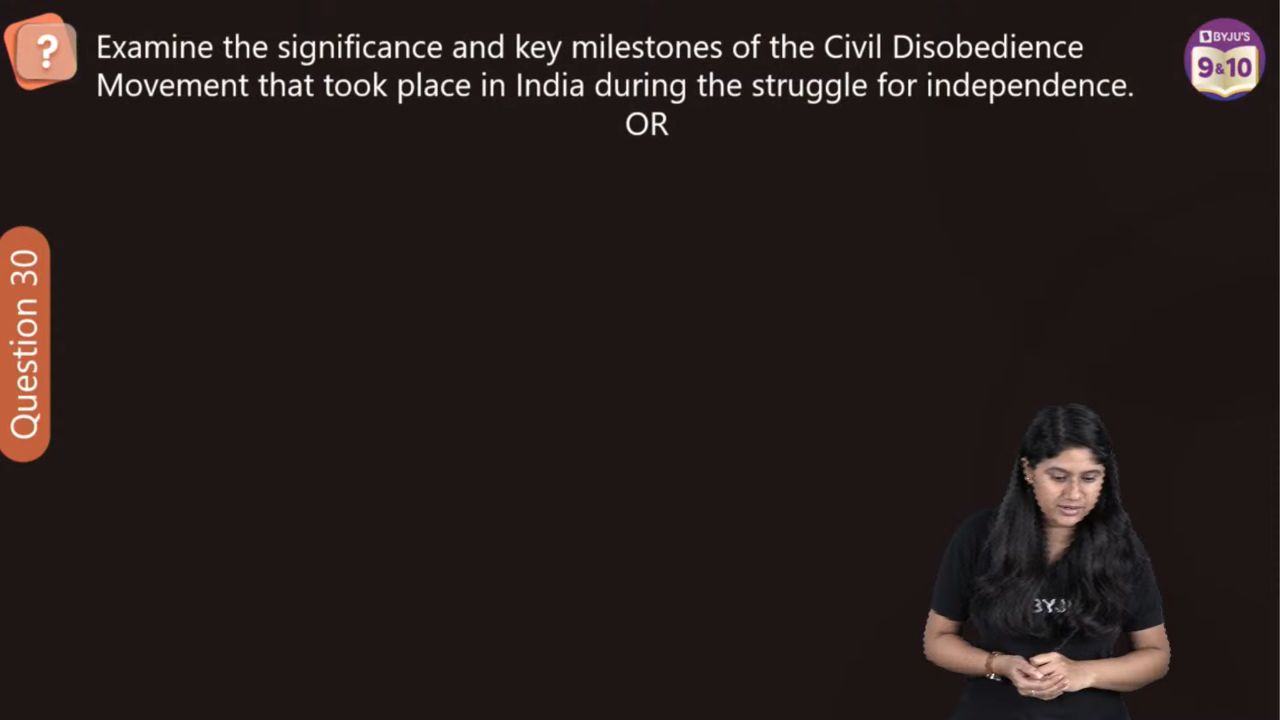 ?
Examine the significance and key milestones of the Civil Disobedience
Movement that took place in India during the struggle for independence.
OR
BYJU'S
9&10
Question 30
BYJU